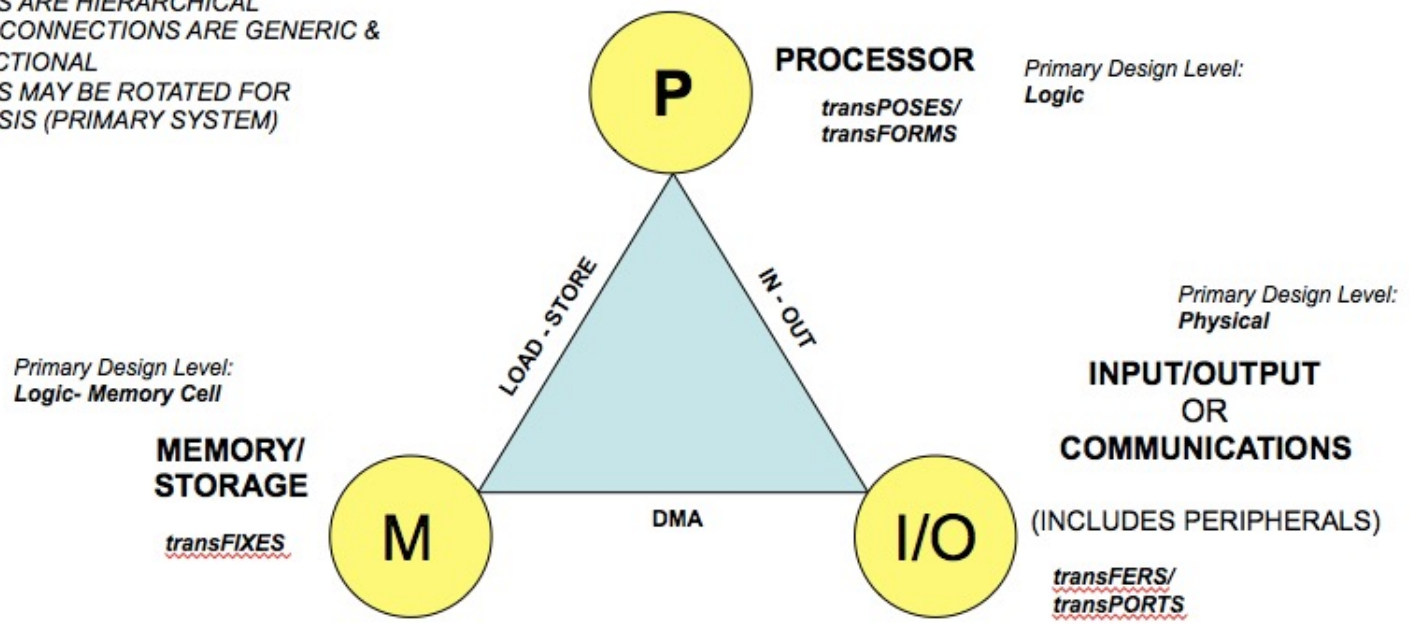 ARE HIERARCHICAL
CONNECTIONS ARE GENERIC &
MAY BE ROTATED FOR
(PRIMARY SYSTEM)
P
PROCESSOR
transPOSES/
transFORMS
Primary Design Level:
Logic
LOAD - STORE
IN - OUT
DMA
Primary Design Level:
Logic- Memory Cell
MEMORY/
STORAGE
transFIXES
M
Primary Design Level:
Physical
INPUT/OUTPUT
OR
COMMUNICATIONS
I/O
(INCLUDES PERIPHERALS)
transFERS/
transPORTS